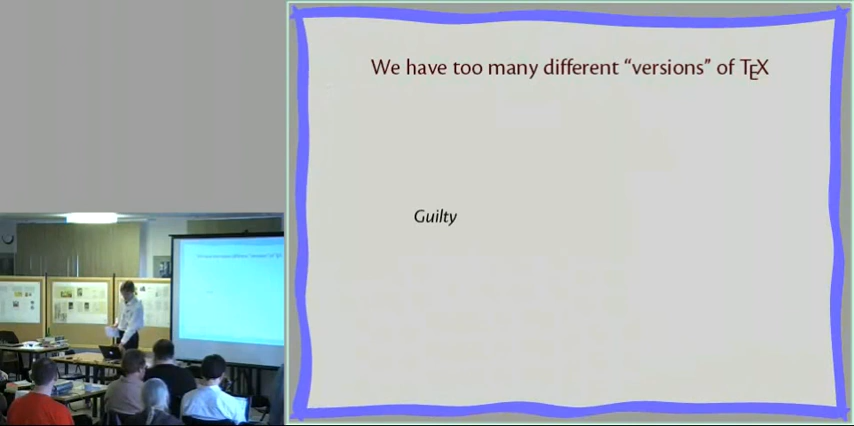 We have too many different “versions” of TEX
Guilty